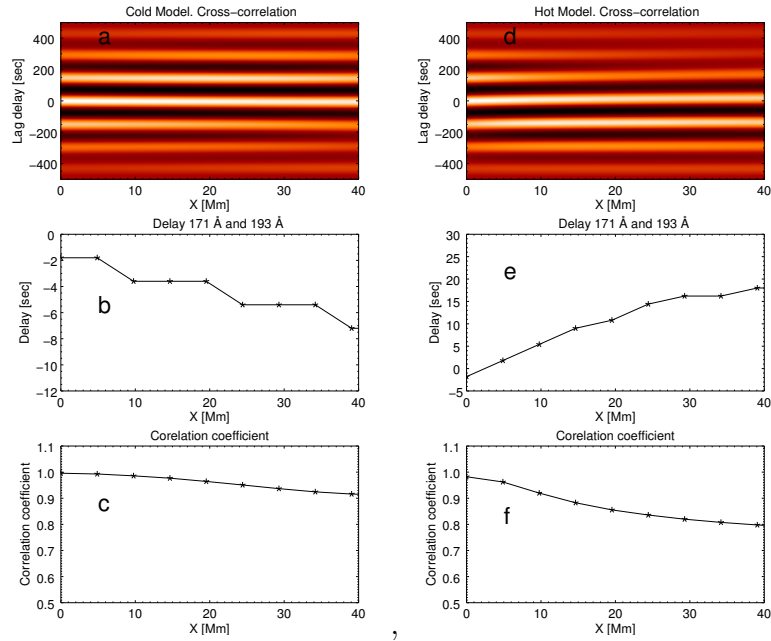 Cold Model. Cross-correlation
a
400
200
0
−200
−400
Lag delay [sec]
0 10 20 30 40
X [Mm]
Delay 171 Å and 193 Å
b
0
−2
−4
−6
−8
−10
−12
Delay [sec]
0 10 20 30 40
X [Mm]
Corelation coefficient
c
1.1
1.0
0.9
0.8
0.7
0.6
0.5
Correlation coefficient
0 10 20 30 40
X [Mm]
,
Hot Model. Cross-correlation
d
400
200
0
−200
−400
Lag delay [sec]
0 10 20 30 40
X [Mm]
Delay 171 Å and 193 Å
e
30
25
20
15
10
5
0
−5
Delay [sec]
0 10 20 30 40
X [Mm]
Corelation coefficient
f
1.1
1.0
0.9
0.8
0.7
0.6
0.5
Correlation coefficient
0 10 20 30 40
X [Mm]